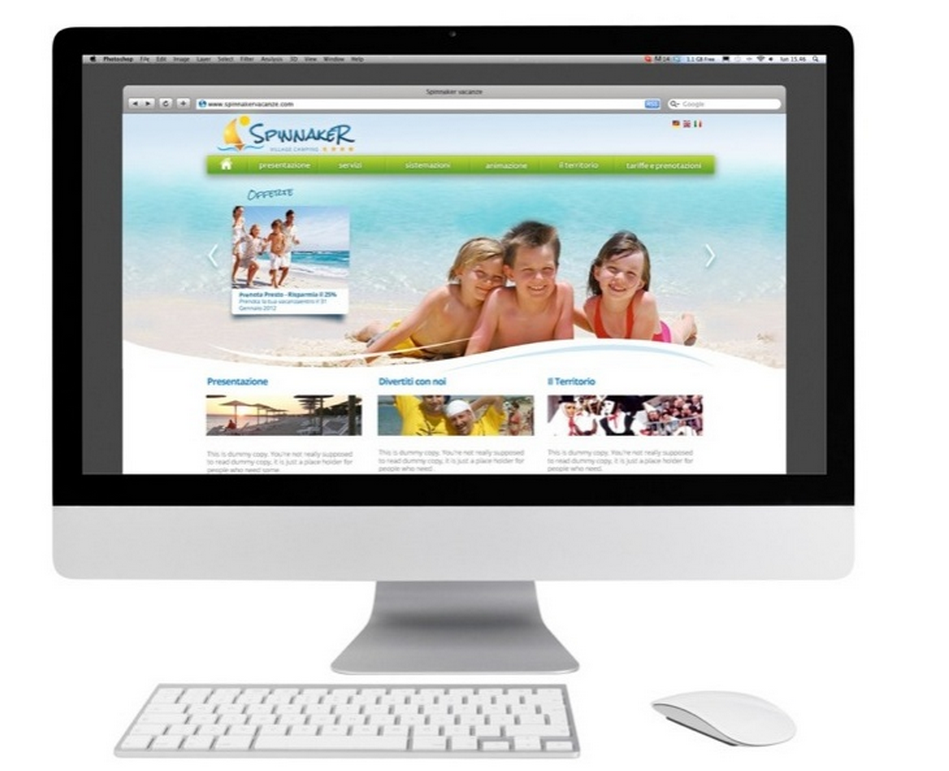 Photoshop File Edit Image Layer Select Filter Analysis 3D View Window Help
Sat 15.46
Spinnaker vacanze
www.spinnakervacanze.com
RSS
Google
SPINNAKER
VILLAGE CAMPING
presentazione servizi sistemazioni animazione il territorio tariffe e prenotazioni
OFFERTE
Prenota Presto - Risparmia il 25%
Prenota la tua vacanza
entro il 31
Gennaio 2012
Presentazione Divertiti con noi Il Territorio
This is dummy copy. You're not really supposed
to read dummy copy, it is just a place holder for
people who need some
This is dummy copy. You're not really supposed
to read dummy copy, it is just a place holder for
people who need
This is dummy copy. You're not really supposed
to read dummy copy, it is just a place holder for
people who need